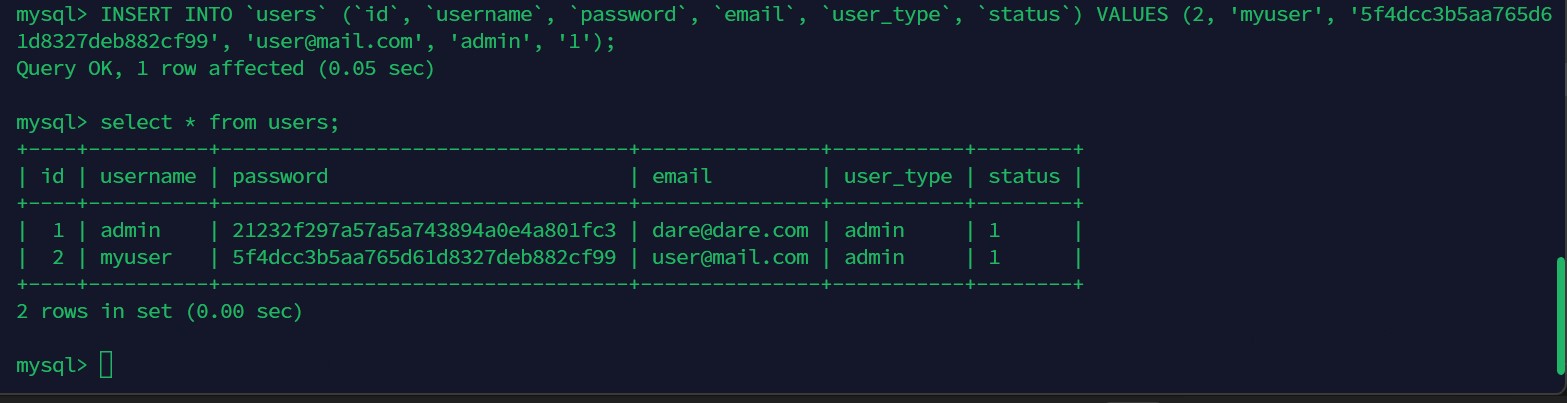 mysql> INSERT INTO `users` (`id`, `username`, `password`, `email`, `user_type`, `status`) VALUES (2, 'myuser', '5f4dcc3b5aa765d6
1d8327deb882cf99', 'user@mail.com', 'admin', '1');
Query OK, 1 row affected (0.05 sec)

mysql> select * from users;
+----+----------+----------------------------------+---------------+-----------+--------+
| id | username | password                         | email         | user_type | status |
+----+----------+----------------------------------+---------------+-----------+--------+
|  1 | admin    | 21232f297a57a5a743894a0e4a801fc3 | dare@dare.com | admin     | 1      |
|  2 | myuser   | 5f4dcc3b5aa765d61d8327deb882cf99 | user@mail.com | admin     | 1      |
+----+----------+----------------------------------+---------------+-----------+--------+
2 rows in set (0.00 sec)

mysql>